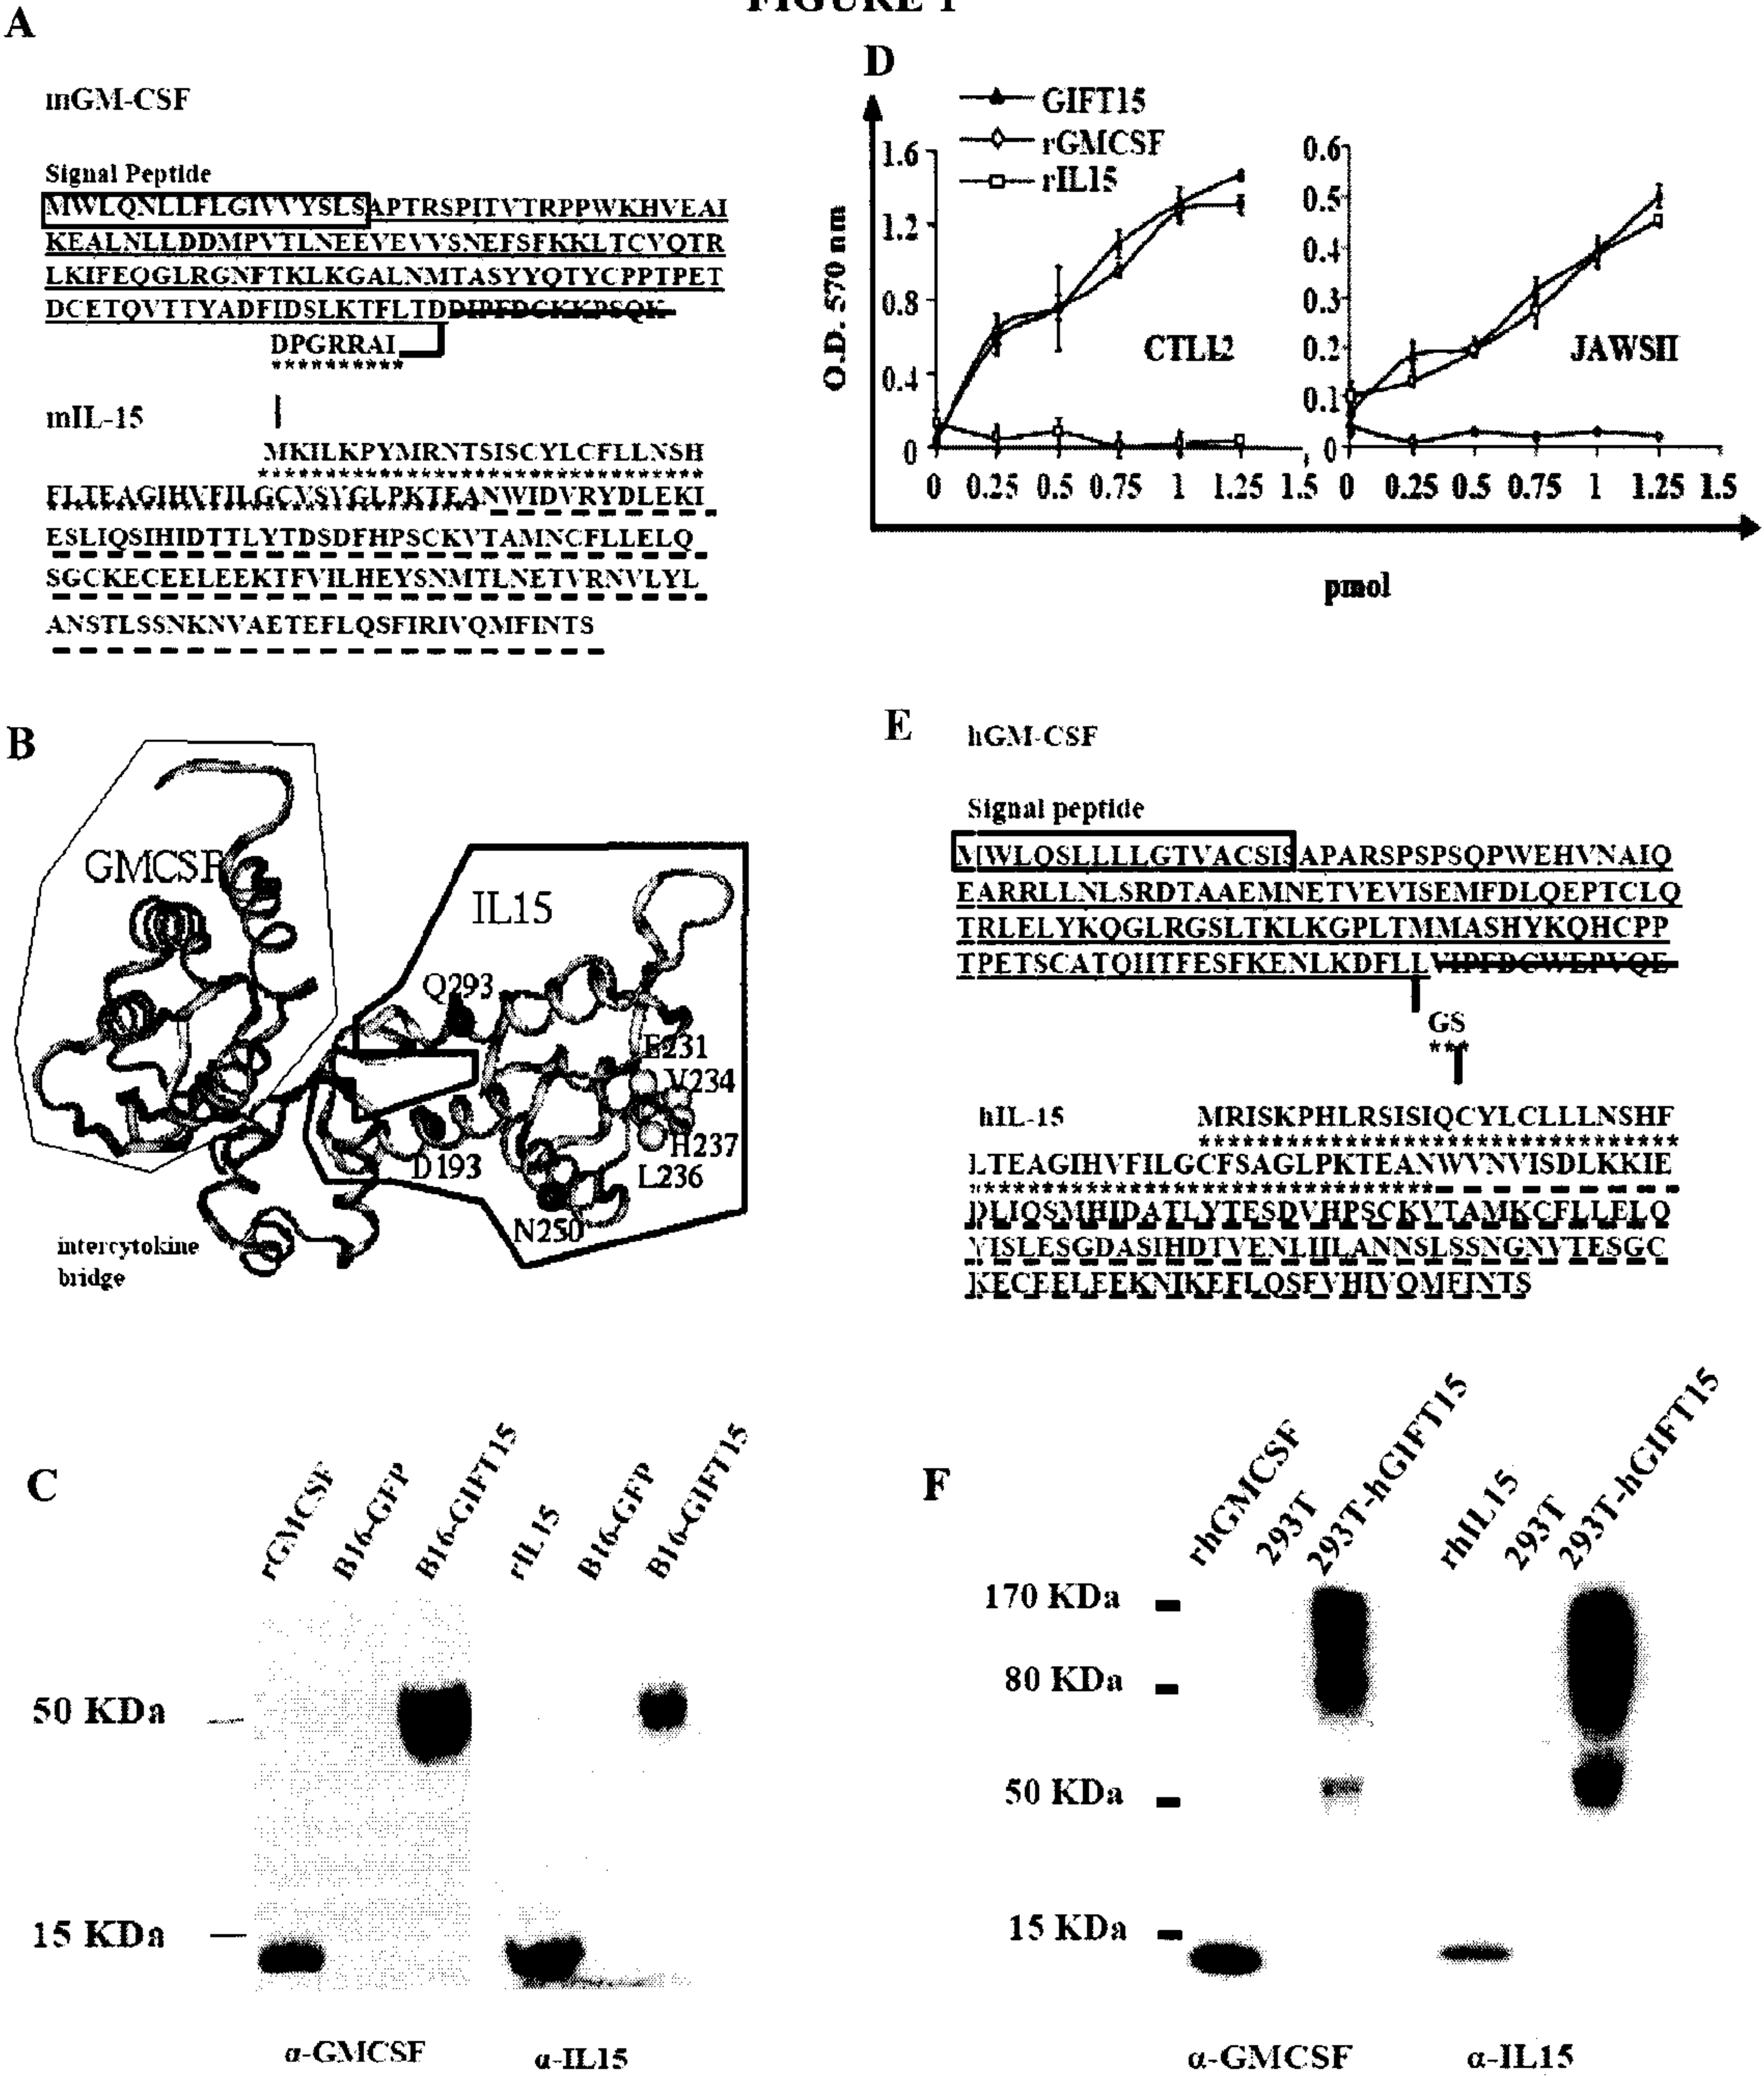 FIGURE 1
A
mGM-CSF
Signal Peptide
MWLQNLLFLGIVVYSLSAPTRSPITVTRPPWKHVEAI
KEALNLLDDMPVTLNEEVEVVSNEFSFKKLTCVQTR
LKIFEQGLRGNFTKLKGALNMTASYYQTYCPPTPET
DCETQVTTYADFIDSLKTFLTDDIPFDCKKPSQK
DPGRRAI
**********
mIL-15
MKILKPYMRNTSISCYLCFLLNSH
FLTEAGIHVFILGCVSVGLPKTEANWIDVRYDLEKI
ESLIQSIHIDTTLYTDSDFHPSCKVTAMNCFLLELQ
SGCKECEELEEKTFVILHEYSNMTLNETVRNVLYL
ANSTLSSNKNVAETEFLQSFIRIVQMFINTS
B
GMCSF
IL15
Q293
E231
V234
H237
L236
D193
N250
intercytokine
bridge
C
rGMCSF
B16-GFP
B16-GIFT15
rIL15
B16-GFP
B16-GIFT15
50 KDa
15 KDa
α-GMCSF
α-IL15
D
GIFT15
rGMCSF
rIL15
O.D. 570 nm
1.6
1.2
0.8
0.4
0
0 0.25 0.5 0.75 1 1.25 1.5
CTLL2
0.6
0.5
0.4
0.3
0.2
0.1
0
0 0.25 0.5 0.75 1 1.25 1.5
JAWSII
pmol
E
hGM-CSF
Signal peptide
MWLQSLLLLGTVACSISAPARSPSPSQPWEHVNAIQ
EARRLLNLSRDTAAEMNETVEVISEMFDLQEPTCLQ
TRLELYKQGLRGSLTKLKGPLTMMASHYKQHCPP
TPETSCATQIITFESFKENLKDFLLVIPFDCWEPVQE
GS
***
hIL-15
MRISKPHLRSISIQCYLCLLLNSHF
LTEAGIHVFILGCFSAGLPKTEANWVNVISDLKKIE
DLIQSMHIDATLYTESDVHPSCKVTAMKCFLLELQ
VISLESGDASIHDTVENLIILANNSLSSNGNVTESGC
KECEELEEKNIKEFLQSFVHIVQMFINTS
F
rhGMCSF
293T
293T-hGIFT15
rhIL15
293T
293T-hGIFT15
170 KDa
80 KDa
50 KDa
15 KDa
α-GMCSF
α-IL15